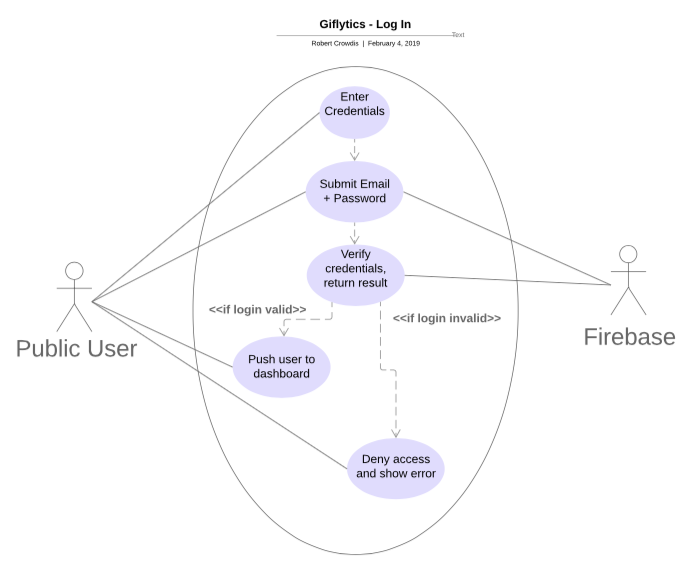 Giflytics - Log In
Text
Robert Crowdis | February 4, 2019
Enter
Credentials
Submit Email
+ Password
Verify
credentials,
return result
<<if login valid>>
<<if login invalid>>
Public User
Firebase
Push user to
dashboard
Deny access
and show error